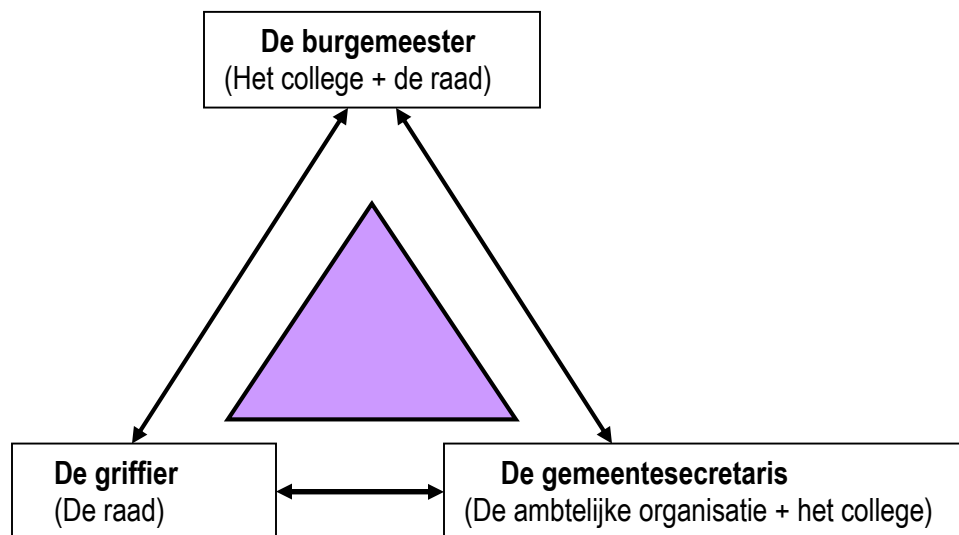 De burgemeester
(Het college + de raad)
De griffier
(De raad)
De gemeentesecretaris
(De ambtelijke organisatie + het college)